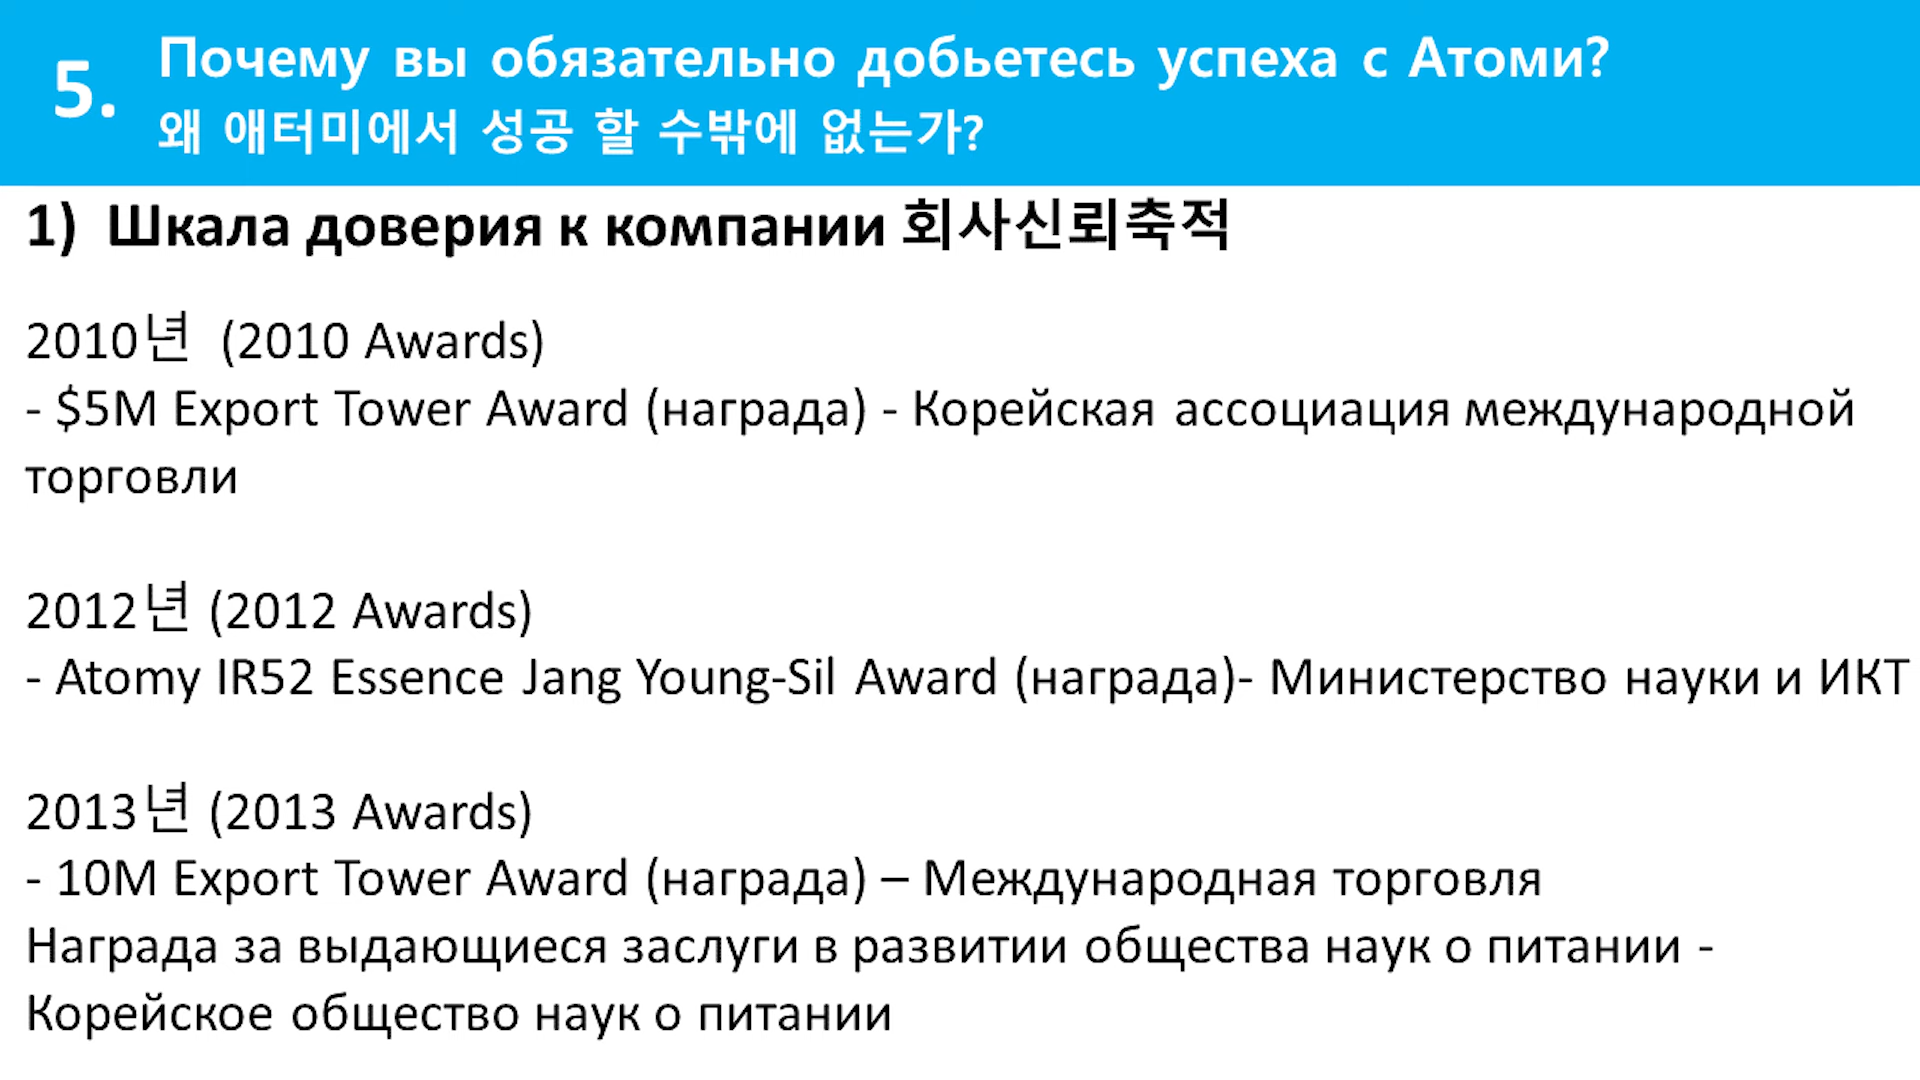 5.
Почему вы обязательно добьетесь успеха с Атоми?
왜 애터미에서 성공 할 수밖에 없는가?
1) Шкала доверия к компании 회사신뢰축적
2010년 (2010 Awards)
- $5M Export Tower Award (награда) - Корейская ассоциация международной
торговли
2012년 (2012 Awards)
- Atomy IR52 Essence Jang Young-Sil Award (награда)- Министерство науки и ИКТ
2013년 (2013 Awards)
- 10M Export Tower Award (награда) – Международная торговля
Награда за выдающиеся заслуги в развитии общества наук о питании -
Корейское общество наук о питании